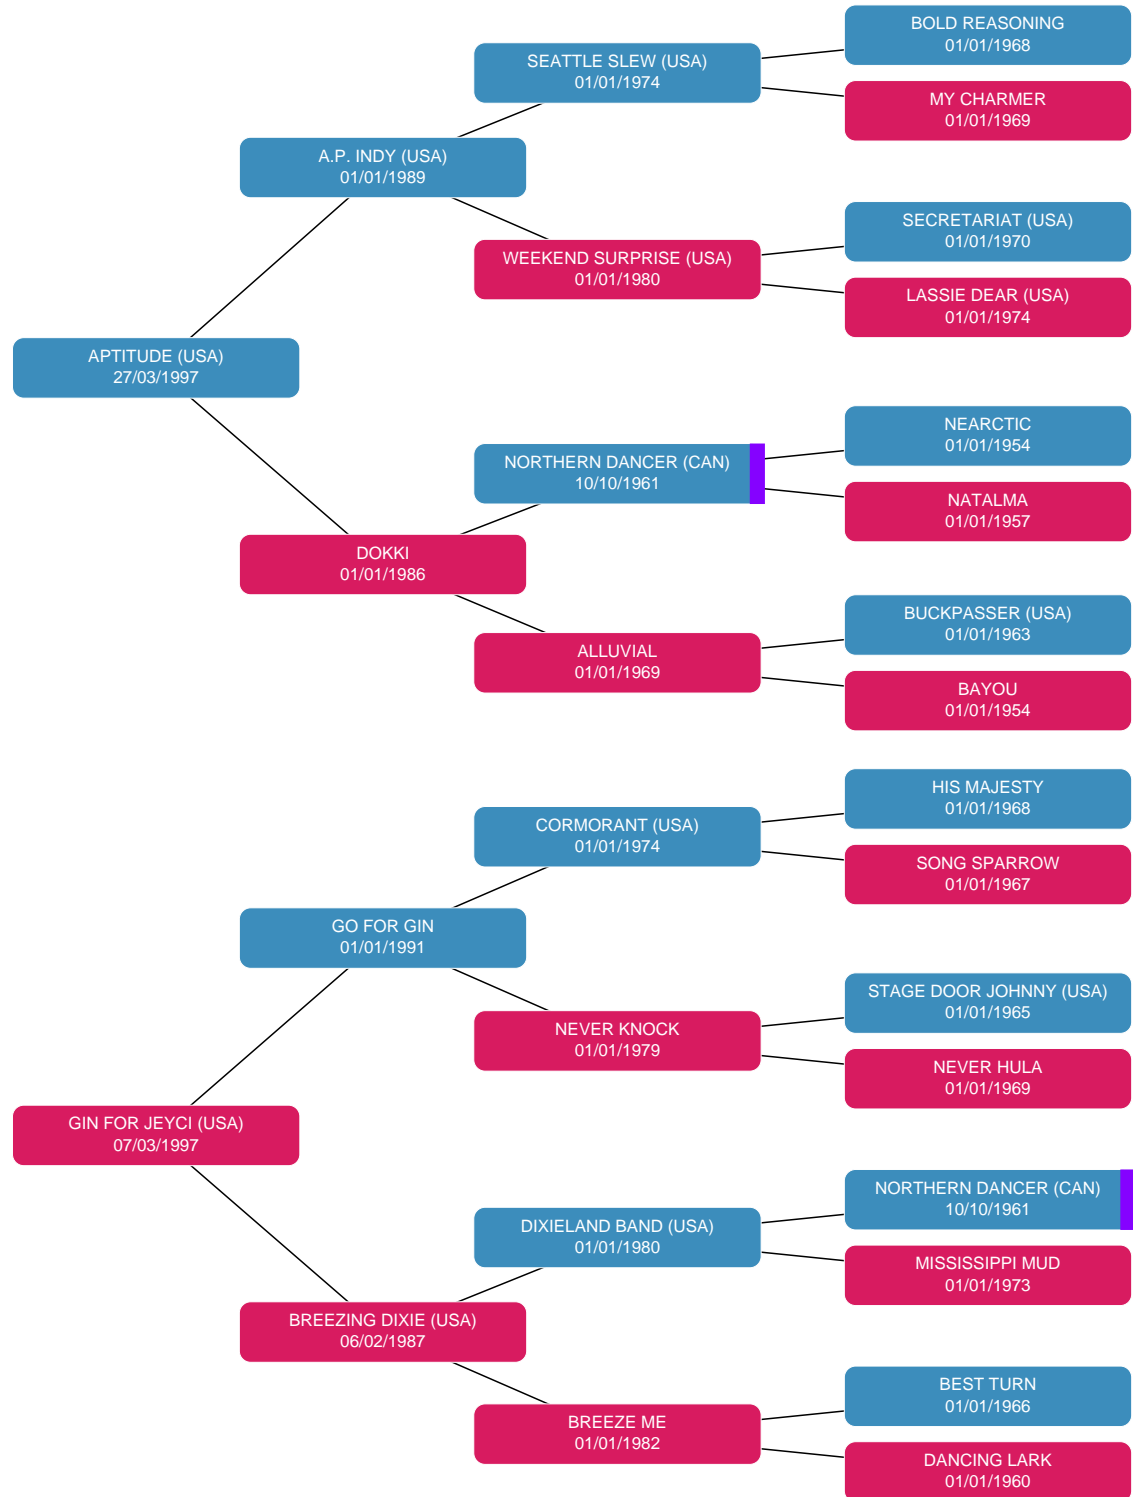 BOLD REASONING
01/01/1968
SEATTLE SLEW (USA)
01/01/1974
MY CHARMER
01/01/1969
A.P. INDY (USA)
01/01/1989
SECRETARIAT (USA)
01/01/1970
WEEKEND SURPRISE (USA)
01/01/1980
LASSIE DEAR (USA)
01/01/1974
APTITUDE (USA)
27/03/1997
NEARCTIC
01/01/1954
NORTHERN DANCER (CAN)
10/10/1961
NATALMA
01/01/1957
DOKKI
01/01/1986
BUCKPASSER (USA)
01/01/1963
ALLUVIAL
01/01/1969
BAYOU
01/01/1954
HIS MAJESTY
01/01/1968
CORMORANT (USA)
01/01/1974
SONG SPARROW
01/01/1967
GO FOR GIN
01/01/1991
STAGE DOOR JOHNNY (USA)
01/01/1965
NEVER KNOCK
01/01/1979
NEVER HULA
01/01/1969
GIN FOR JEYCI (USA)
07/03/1997
NORTHERN DANCER (CAN)
10/10/1961
DIXIELAND BAND (USA)
01/01/1980
MISSISSIPPI MUD
01/01/1973
BREEZING DIXIE (USA)
06/02/1987
BEST TURN
01/01/1966
BREEZE ME
01/01/1982
DANCING LARK
01/01/1960